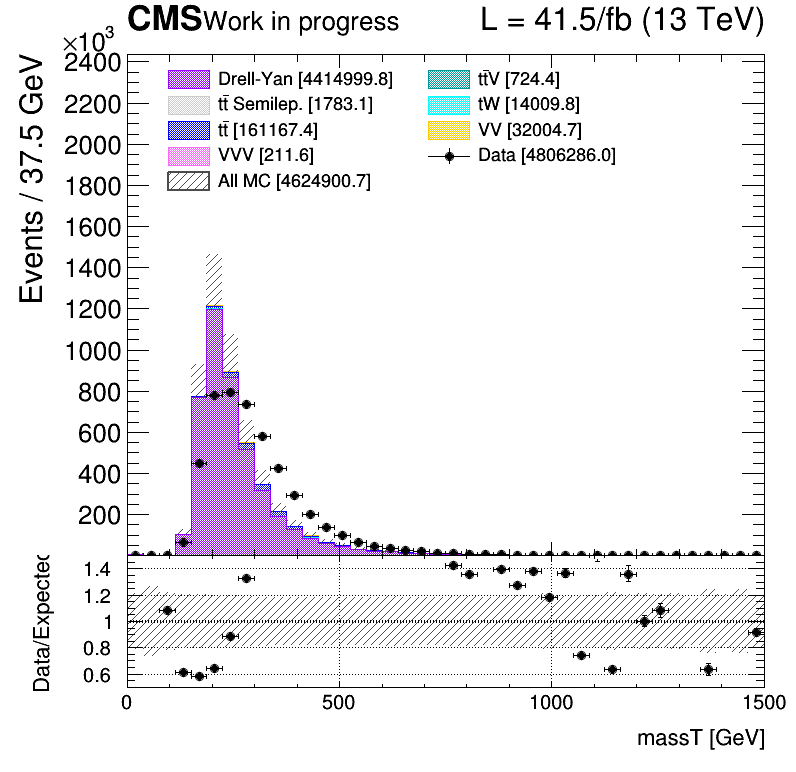 CMS Work in progress L = 41.5/fb (13 TeV)
×10³
Events / 37.5 GeV
2400
2200
2000
1800
1600
1400
1200
1000
800
600
400
200
Drell-Yan [4414999.8]
tt̄ Semilep. [1783.1]
tt̄ [161167.4]
VVV [211.6]
All MC [4624900.7]
tt̄V [724.4]
tW [14009.8]
VV [32004.7]
Data [4806286.0]
Data/Expected
1.4
1.2
1
0.8
0.6
0 500 1000 1500
massT [GeV]